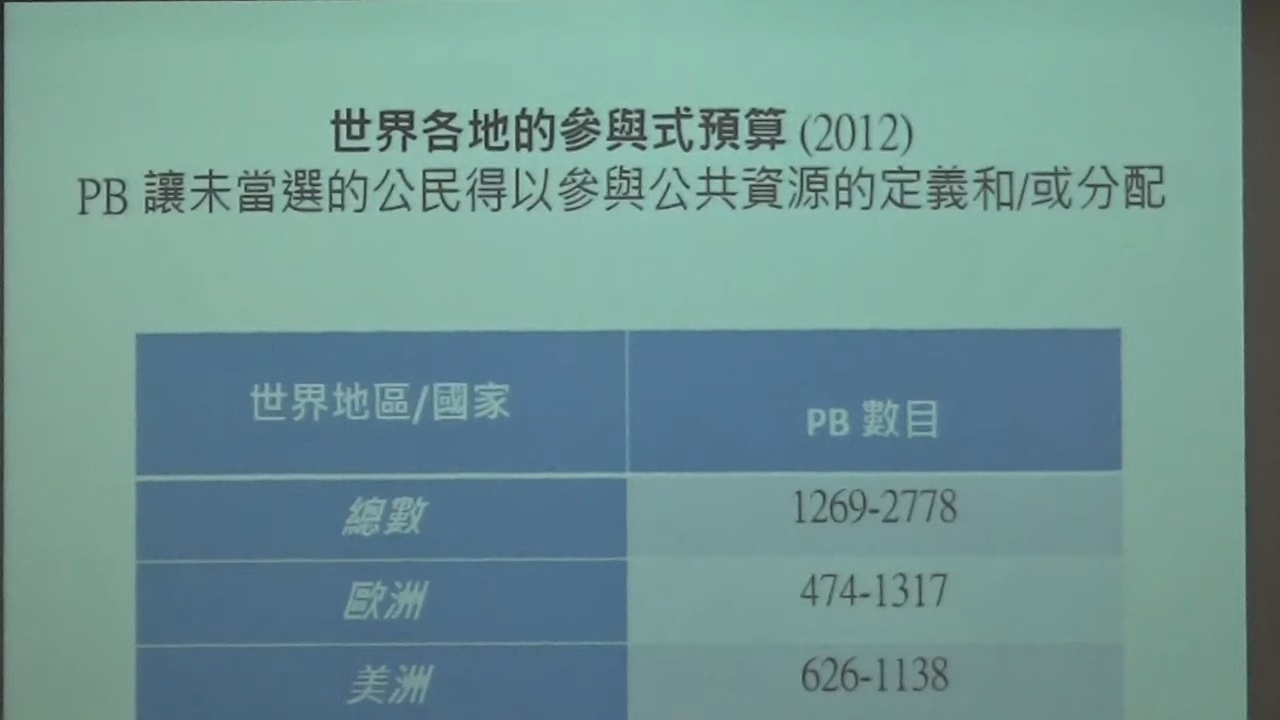 世界各地的參與式預算 (2012)
PB 讓未當選的公民得以參與公共資源的定義和/或分配
世界地區/國家
PB 數目
總數
1269-2778
歐洲
474-1317
美洲
626-1138